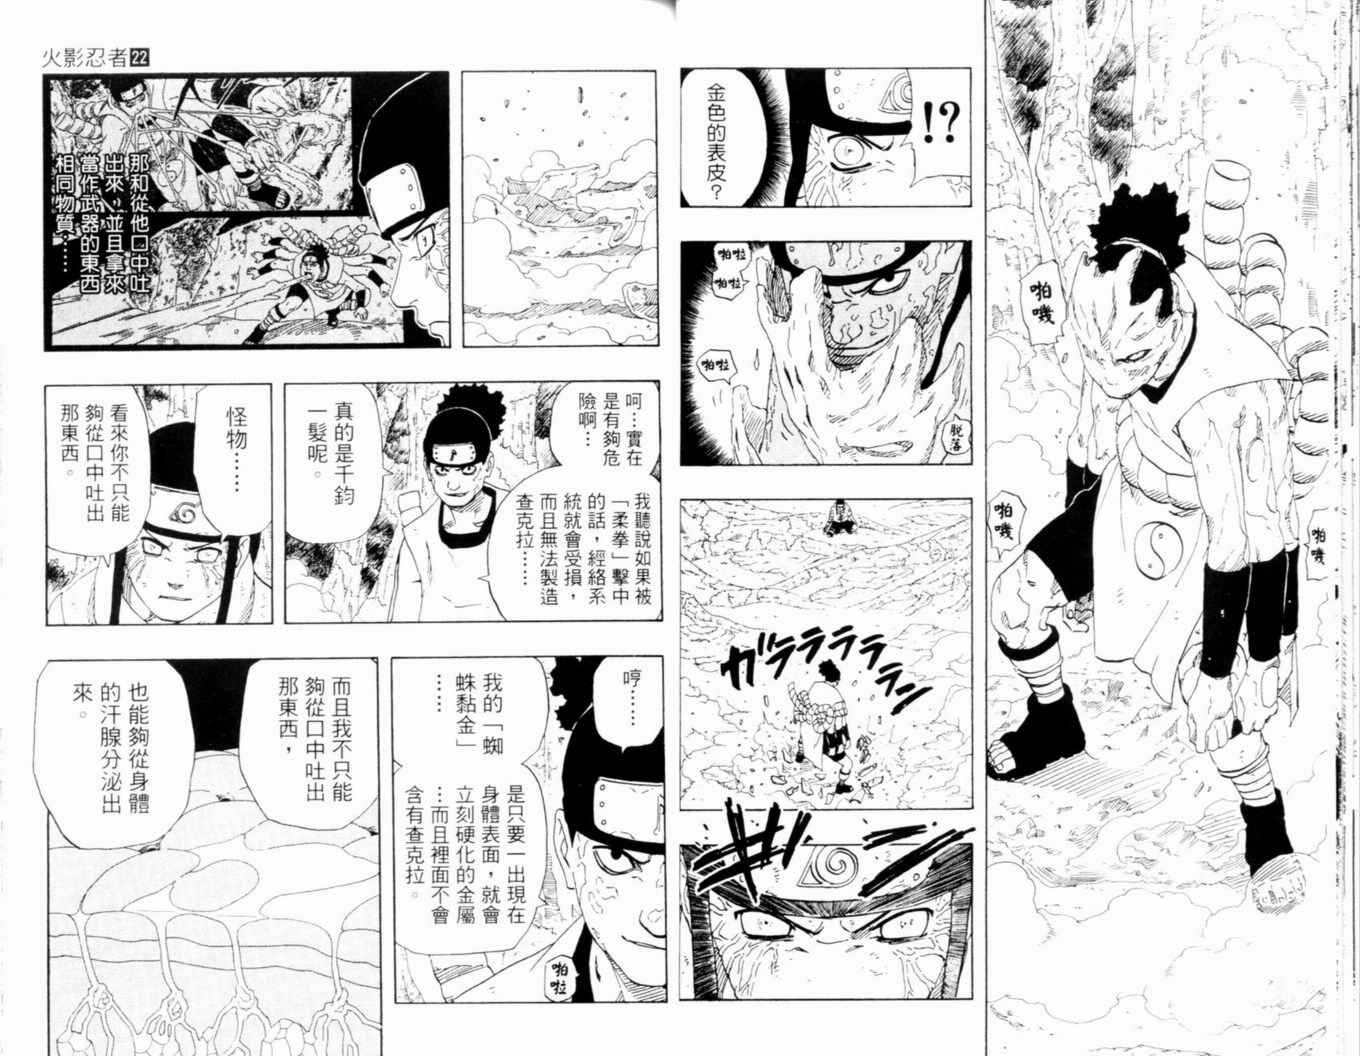 啪
嘰
啪
嘰
啪
嘰
!?
金色的表皮？
啪啦
啪啦
啪啦
脫落
ガラララララン
火影忍者22
那和從他口中吐
出來，並且拿來
當作武器的東西
相同物質……
呵…實在
是有夠危
險啊…
我聽說如果被
「柔拳」擊中
的話，經絡系
統就會受損，
而且無法製造
查克拉……
真的是千鈞
一髮呢。
怪物……
看來你不只能
夠從口中吐出
那東西。
哼……
我的「蜘
蛛黏金」
……
是只要一出現在
身體表面，就會
立刻硬化的金屬
…而且裡面不會
含有查克拉。
啪
啦
而且我不只能
夠從口中吐出
那東西，
也能夠從身體
的汗腺分泌出
來。